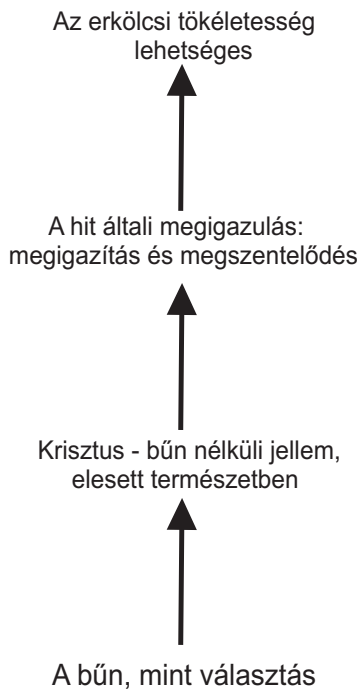 Az erkölcsi tökéletesség
lehetséges
A hit általi megigazulás:
megigazítás és megszentelődés
Krisztus - bűn nélküli jellem,
elesett természetben
A bűn, mint választás